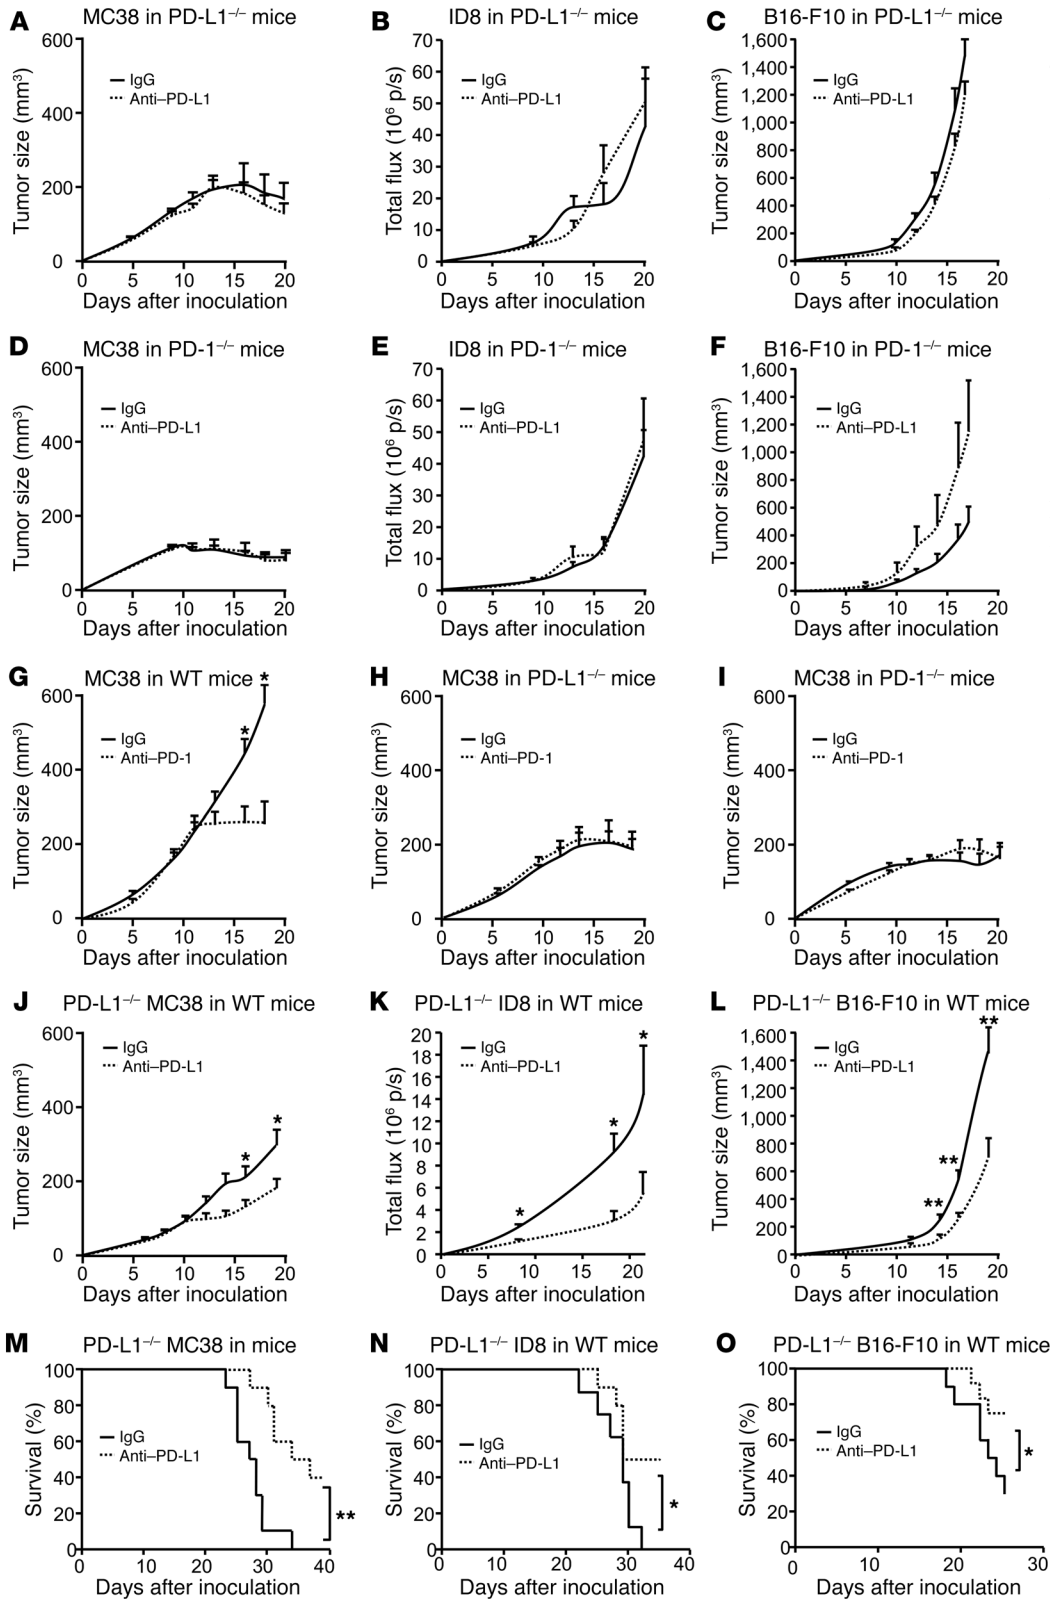 A MC38 in PD-L1–/– mice
Tumor size (mm3)
600
400
200
0
IgG
Anti–PD-L1
0 5 10 15 20
Days after inoculation
B ID8 in PD-L1–/– mice
Total flux (106 p/s)
70
60
50
40
30
20
10
0
IgG
Anti–PD-L1
0 5 10 15 20
Days after inoculation
C B16-F10 in PD-L1–/– mice
Tumor size (mm3)
1,600
1,400
1,200
1,000
800
600
400
200
0
IgG
Anti–PD-L1
0 5 10 15 20
Days after inoculation
D MC38 in PD-1–/– mice
Tumor size (mm3)
600
400
200
0
IgG
Anti–PD-L1
0 5 10 15 20
Days after inoculation
E ID8 in PD-1–/– mice
Total flux (106 p/s)
70
60
50
40
30
20
10
0
IgG
Anti–PD-L1
0 5 10 15 20
Days after inoculation
F B16-F10 in PD-1–/– mice
Tumor size (mm3)
1,600
1,400
1,200
1,000
800
600
400
200
0
IgG
Anti–PD-L1
0 5 10 15 20
Days after inoculation
G MC38 in WT mice
Tumor size (mm3)
600
400
200
0
IgG
Anti–PD-1
* *
0 5 10 15 20
Days after inoculation
H MC38 in PD-L1–/– mice
Tumor size (mm3)
600
400
200
0
IgG
Anti–PD-1
0 5 10 15 20
Days after inoculation
I MC38 in PD-1–/– mice
Tumor size (mm3)
600
400
200
0
IgG
Anti–PD-1
0 5 10 15 20
Days after inoculation
J PD-L1–/– MC38 in WT mice
Tumor size (mm3)
600
400
200
0
IgG
Anti–PD-L1
* *
0 5 10 15 20
Days after inoculation
K PD-L1–/– ID8 in WT mice
Total flux (106 p/s)
20
18
16
14
12
10
8
6
4
2
0
IgG
Anti–PD-L1
* * *
0 5 10 15 20
Days after inoculation
L PD-L1–/– B16-F10 in WT mice
Tumor size (mm3)
1,600
1,400
1,200
1,000
800
600
400
200
0
IgG
Anti–PD-L1
** ** **
0 5 10 15 20
Days after inoculation
M PD-L1–/– MC38 in mice
Survival (%)
100
80
60
40
20
0
IgG
Anti–PD-L1
**
0 10 20 30 40
Days after inoculation
N PD-L1–/– ID8 in WT mice
Survival (%)
100
80
60
40
20
0
IgG
Anti–PD-L1
*
0 10 20 30 40
Days after inoculation
O PD-L1–/– B16-F10 in WT mice
Survival (%)
100
80
60
40
20
0
IgG
Anti–PD-L1
*
0 10 20 30
Days after inoculation